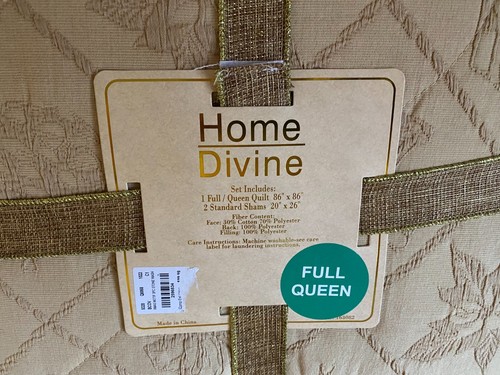 Home
Divine
Set Includes:
1 Full / Queen Quilt 86" x 86"
2 Standard Shams 20" x 26"
Fiber Content:
Face: 30% Cotton 70% Polyester
Back: 100% Polyester
Filling: 100% Polyester
Care Instructions: Machine washable-see care
label for laundering instructions.
FULL
QUEEN
Made in China